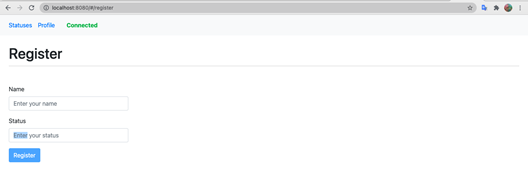 localhost:8080/#/register
Statuses Profile Connected
Register
Name
Enter your name
Status
Enter your status
Register